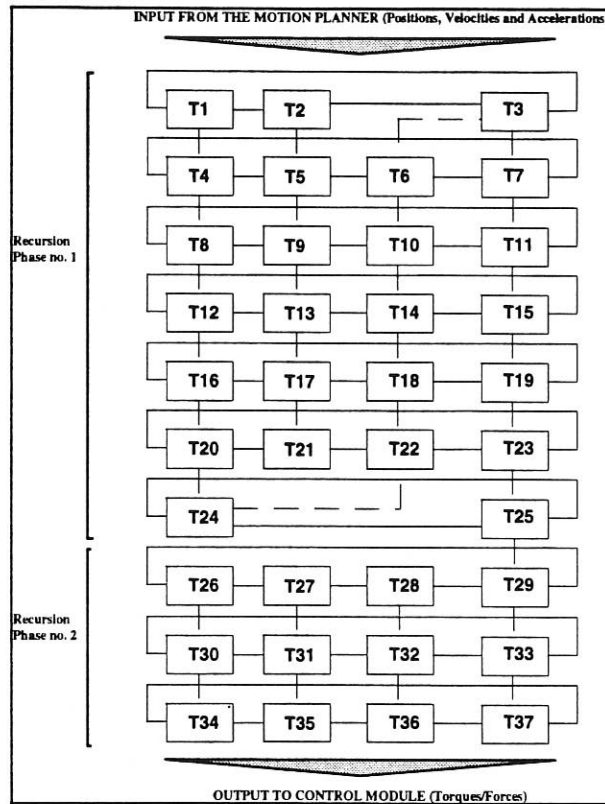 INPUT FROM THE MOTION PLANNER (Positions, Velocities and Accelerations
T1 T2 T3
T4 T5 T6 T7
T8 T9 T10 T11
Recursion
Phase no. 1
T12 T13 T14 T15
T16 T17 T18 T19
T20 T21 T22 T23
T24 T25
T26 T27 T28 T29
Recursion
Phase no. 2
T30 T31 T32 T33
T34 T35 T36 T37
OUTPUT TO CONTROL MODULE (Torques/Forces)